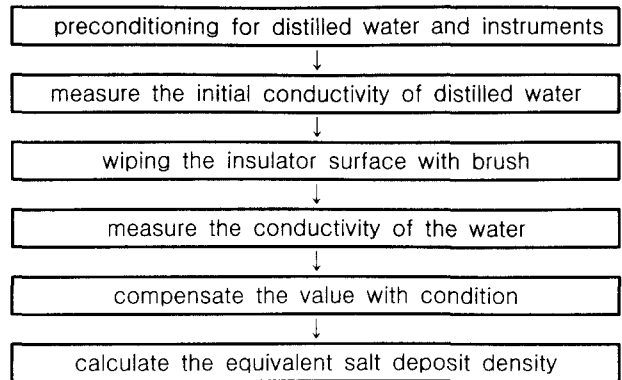 preconditioning for distilled water and instruments
measure the initial conductivity of distilled water
wiping the insulator surface with brush
measure the conductivity of the water
compensate the value with condition
calculate the equivalent salt deposit density